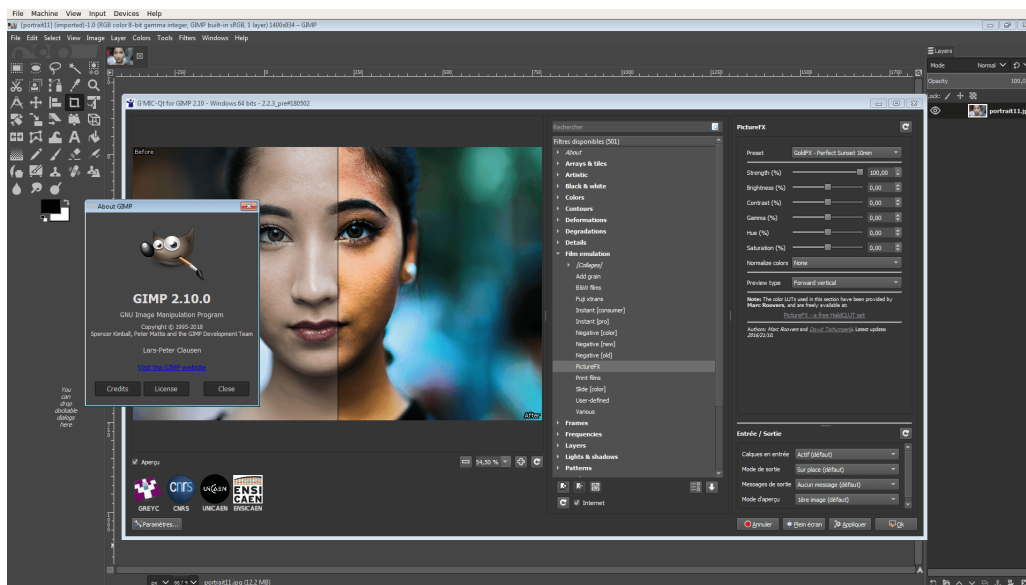 File Machine View Input Devices Help
[portrait11] (imported)-1.0 (RGB color 8-bit gamma integer, GIMP built-in sRGB, 1 layer) 1400x934 – GIMP
File Edit Select View Image Layer Colors Tools Filters Windows Help
Layers
Mode Normal
Opacity 100,0
Lock:
portrait11.jp
G'MIC-Qt for GIMP 2.10 - Windows 64 bits - 2.2.3_pre#180502
Before
After
Rechercher
Filtres disponibles (501)
About
Arrays & tiles
Artistic
Black & white
Colors
Contours
Deformations
Degradations
Details
Film emulation
[Collages]
Add grain
B&W films
Fuji xtrans
Instant [consumer]
Instant [pro]
Negative [color]
Negative [new]
Negative [old]
PictureFX
Print films
Slide [color]
User-defined
Various
Frames
Frequencies
Layers
Lights & shadows
Patterns
Internet
PictureFX
Preset GoldFX - Perfect Sunset 10mn
Strength (%) 100,00
Brightness (%) 0,00
Contrast (%) 0,00
Gamma (%) 0,00
Hue (%) 0,00
Saturation (%) 0,00
Normalize colors None
Preview type Forward vertical
Note: The color LUTs used in this section have been provided by
Marc Roovers, and are freely available at:
PictureFX - a free HaldCLUT set
Authors: Marc Roovers and David Tschumperlé. Latest update:
2016/21/10.
Entrée / Sortie
Calques en entrée Actif (défaut)
Mode de sortie Sur place (défaut)
Messages de sortie Aucun message (défaut)
Mode d'aperçu 1ère image (défaut)
Annuler Plein écran Appliquer Ok
About GIMP
GIMP 2.10.0
GNU Image Manipulation Program
Copyright © 1995-2018
Spencer Kimball, Peter Mattis and the GIMP Development Team
Lars-Peter Clausen
Visit the GIMP website
Credits License Close
You
can
drop
dockable
dialogs
here
Aperçu
54,50 %
cnrs UNICAEN ENSI
CAEN
GREYC CNRS UNICAEN ENSICAEN
Paramètres...
px 66,7 % portrait11.jpg (12,2 MB)